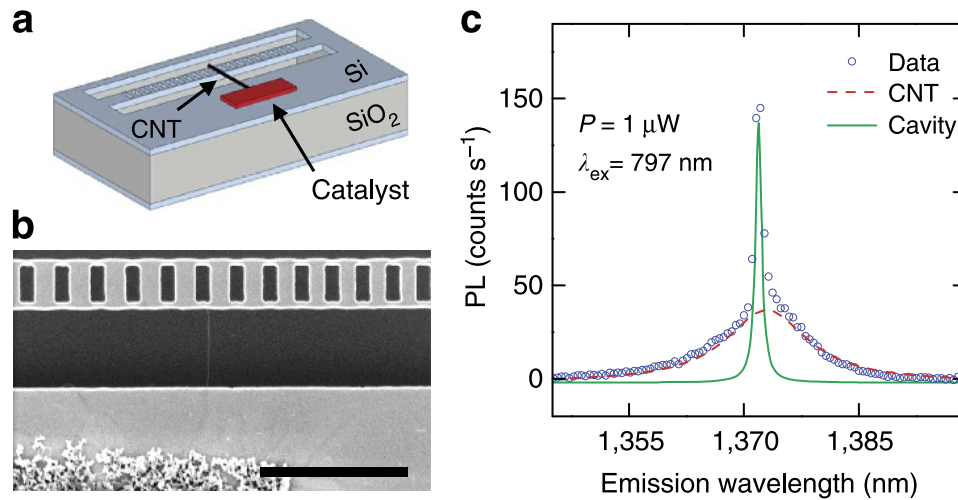 a
CNT
Si
SiO₂
Catalyst
b
c
PL (counts s⁻¹)
150
100
50
0
P = 1 μW
λex = 797 nm
Data
CNT
Cavity
1,355
1,370
1,385
Emission wavelength (nm)